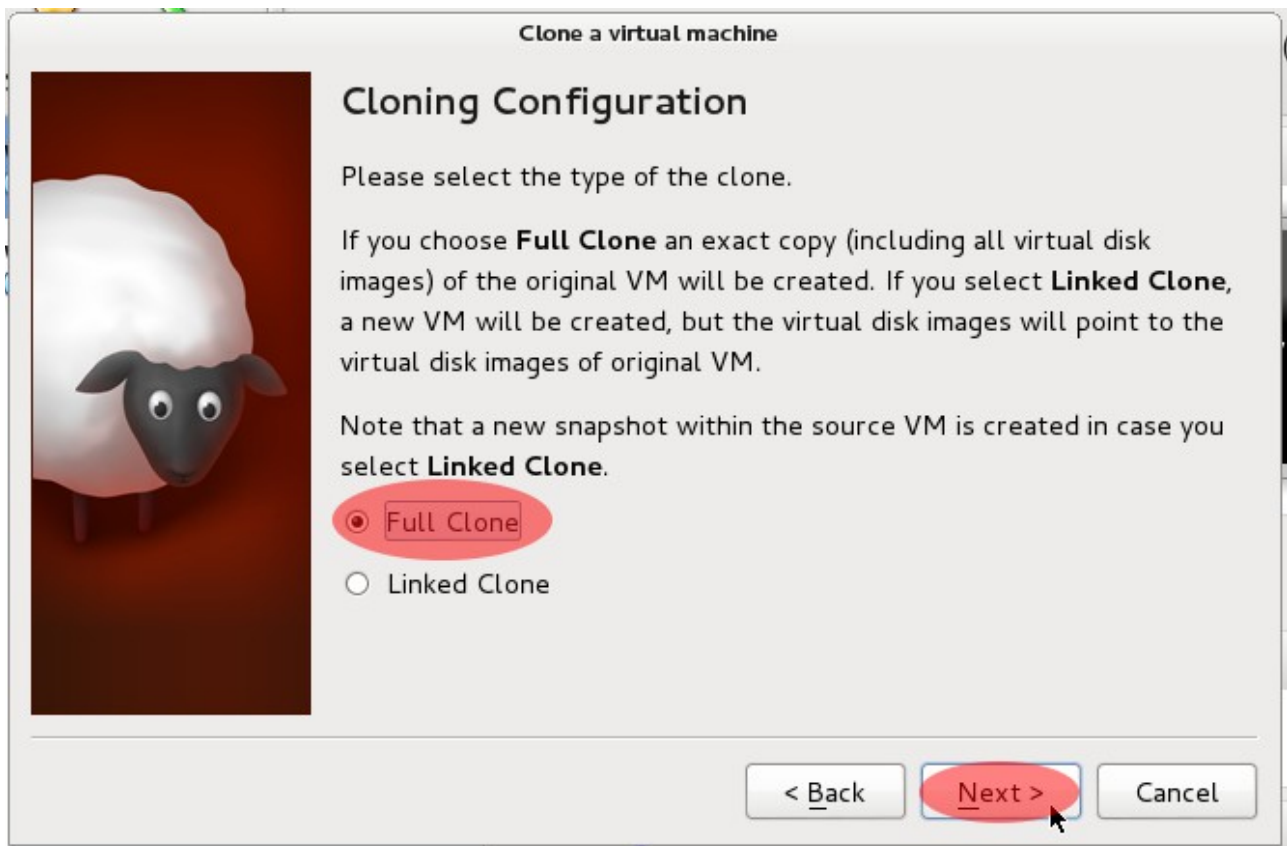 Clone a virtual machine
Cloning Configuration
Please select the type of the clone.
If you choose Full Clone an exact copy (including all virtual disk
images) of the original VM will be created. If you select Linked Clone,
a new VM will be created, but the virtual disk images will point to the
virtual disk images of original VM.
Note that a new snapshot within the source VM is created in case you
select Linked Clone.
Full Clone
Linked Clone
< Back
Next >
Cancel